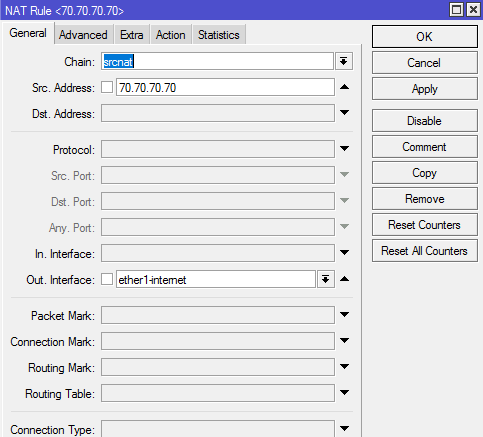 NAT Rule <70.70.70.70>
General Advanced Extra Action Statistics
Chain: srcnat
Src. Address: 70.70.70.70
Dst. Address:
Protocol:
Src. Port:
Dst. Port:
Any. Port:
In. Interface:
Out. Interface: ether1-internet
Packet Mark:
Connection Mark:
Routing Mark:
Routing Table:
Connection Type:
OK
Cancel
Apply
Disable
Comment
Copy
Remove
Reset Counters
Reset All Counters